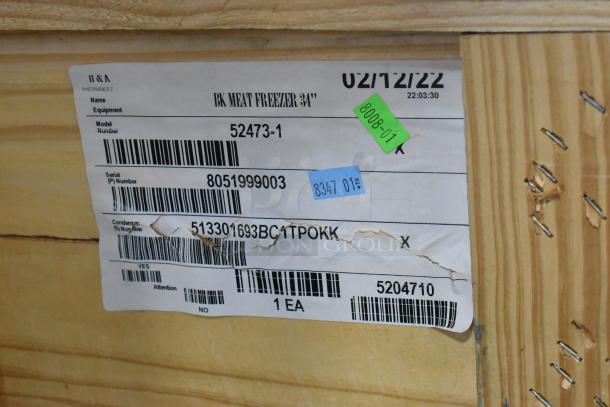 H & A
02/12/22
22:03:30
Name
Equipment
BK MEAT FREEZER 34"
8008-01
Model
Number
52473-1
X
Serial
(P) Number
8051999003
8347 01
Condenser
Number
513301693BC1TPOKK
X
YES
Attention
NO
1 EA
5204710